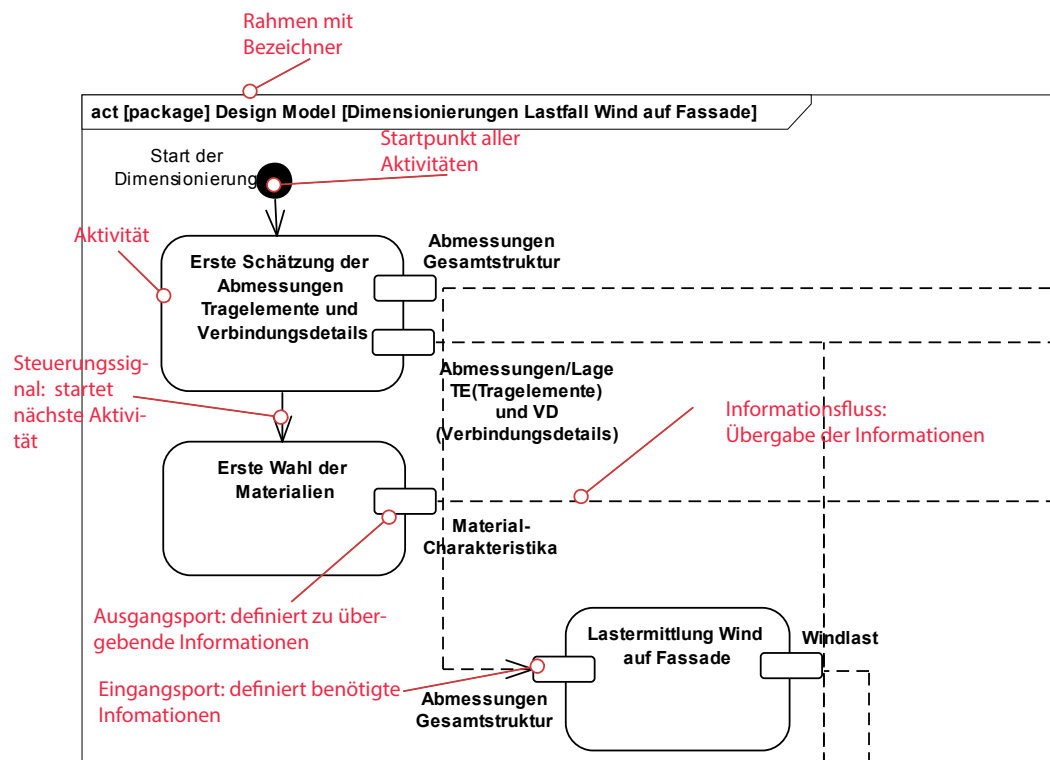 Rahmen mit
Bezeichner
act [package] Design Model [Dimensionierungen Lastfall Wind auf Fassade]
Startpunkt aller
Aktivitäten
Start der
Dimensionierung
Aktivität
Erste Schätzung der
Abmessungen
Tragelemente und
Verbindungsdetails
Abmessungen
Gesamtstruktur
Abmessungen/Lage
TE(Tragelemente)
und VD
(Verbindungsdetails)
Steuerungssig-
nal: startet
nächste Aktivi-
tät
Informationsfluss:
Übergabe der Informationen
Erste Wahl der
Materialien
Material-
Charakteristika
Ausgangsport: definiert zu über-
gebende Informationen
Lastermittlung Wind
auf Fassade
Windlast
Eingangsport: definiert benötigte
Infomationen
Abmessungen
Gesamtstruktur